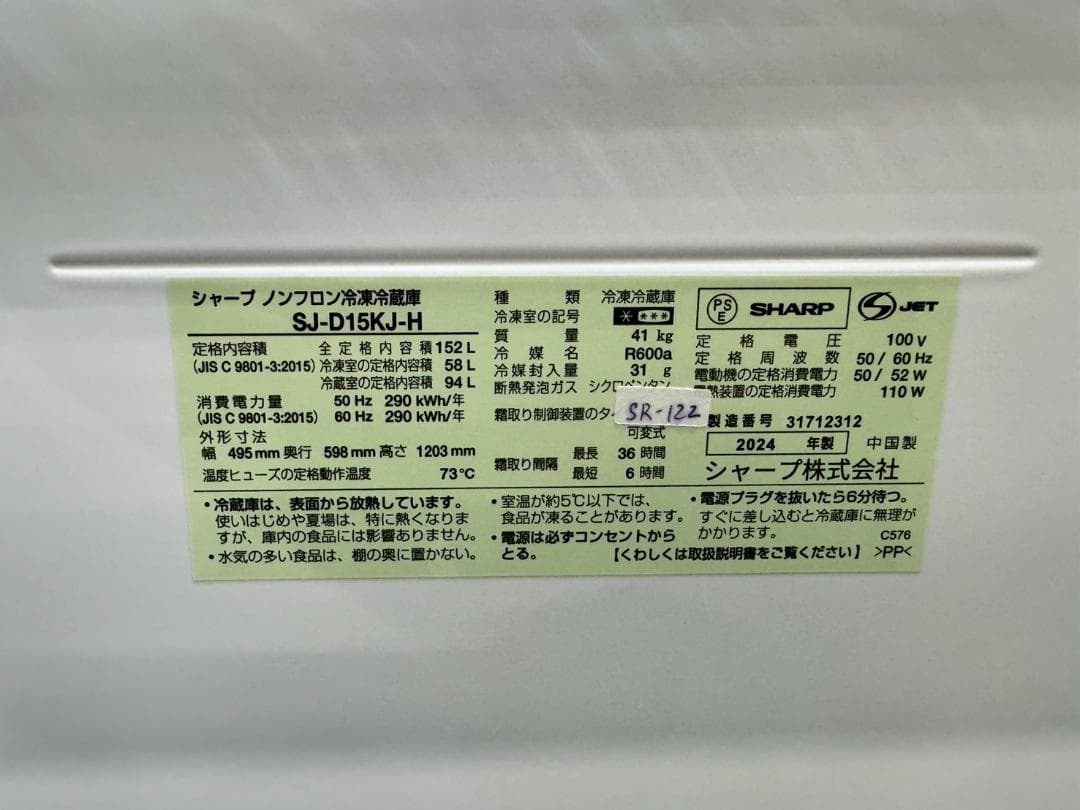 シャープ ノンフロン冷凍冷蔵庫
SJ-D15KJ-H
定格内容積 全定格内容積 152 L
(JIS C 9801-3:2015) 冷凍室の定格内容積 58 L
冷蔵室の定格内容積 94 L
消費電力量 50 Hz 290 kWh/年
(JIS C 9801-3:2015) 60 Hz 290 kWh/年
外形寸法
幅 495 mm 奥行 598 mm 高さ 1203 mm
温度ヒューズの定格動作温度 73℃
種類 冷凍冷蔵庫
冷凍室の記号 * ***
質量 41 kg
冷媒名 R600a
冷媒封入量 31 g
断熱発泡ガス シクロペンタン
霜取り制御装置のタイ
SR-122
可変式
霜取り間隔 最長 36 時間
最短 6 時間
PSE SHARP JET
定格電圧 100 V
定格周波数 50 / 60 Hz
電動機の定格消費電力 50 / 52 W
熱装置の定格消費電力 110 W
製造番号 31712312
2024 年製 中国製
シャープ株式会社
・冷蔵庫は、表面から放熱しています。
使いはじめや夏場は、特に熱くなりま
すが、庫内の食品には影響ありません。
・水気の多い食品は、棚の奥に置かない。
・室温が約5℃以下では、
食品が凍ることがあります。
・電源は必ずコンセントから
とる。
・電源プラグを抜いたら6分待つ。
すぐに差し込むと冷蔵庫に無理が
かかります。 C576
【くわしくは取扱説明書をご覧ください】 >PP<